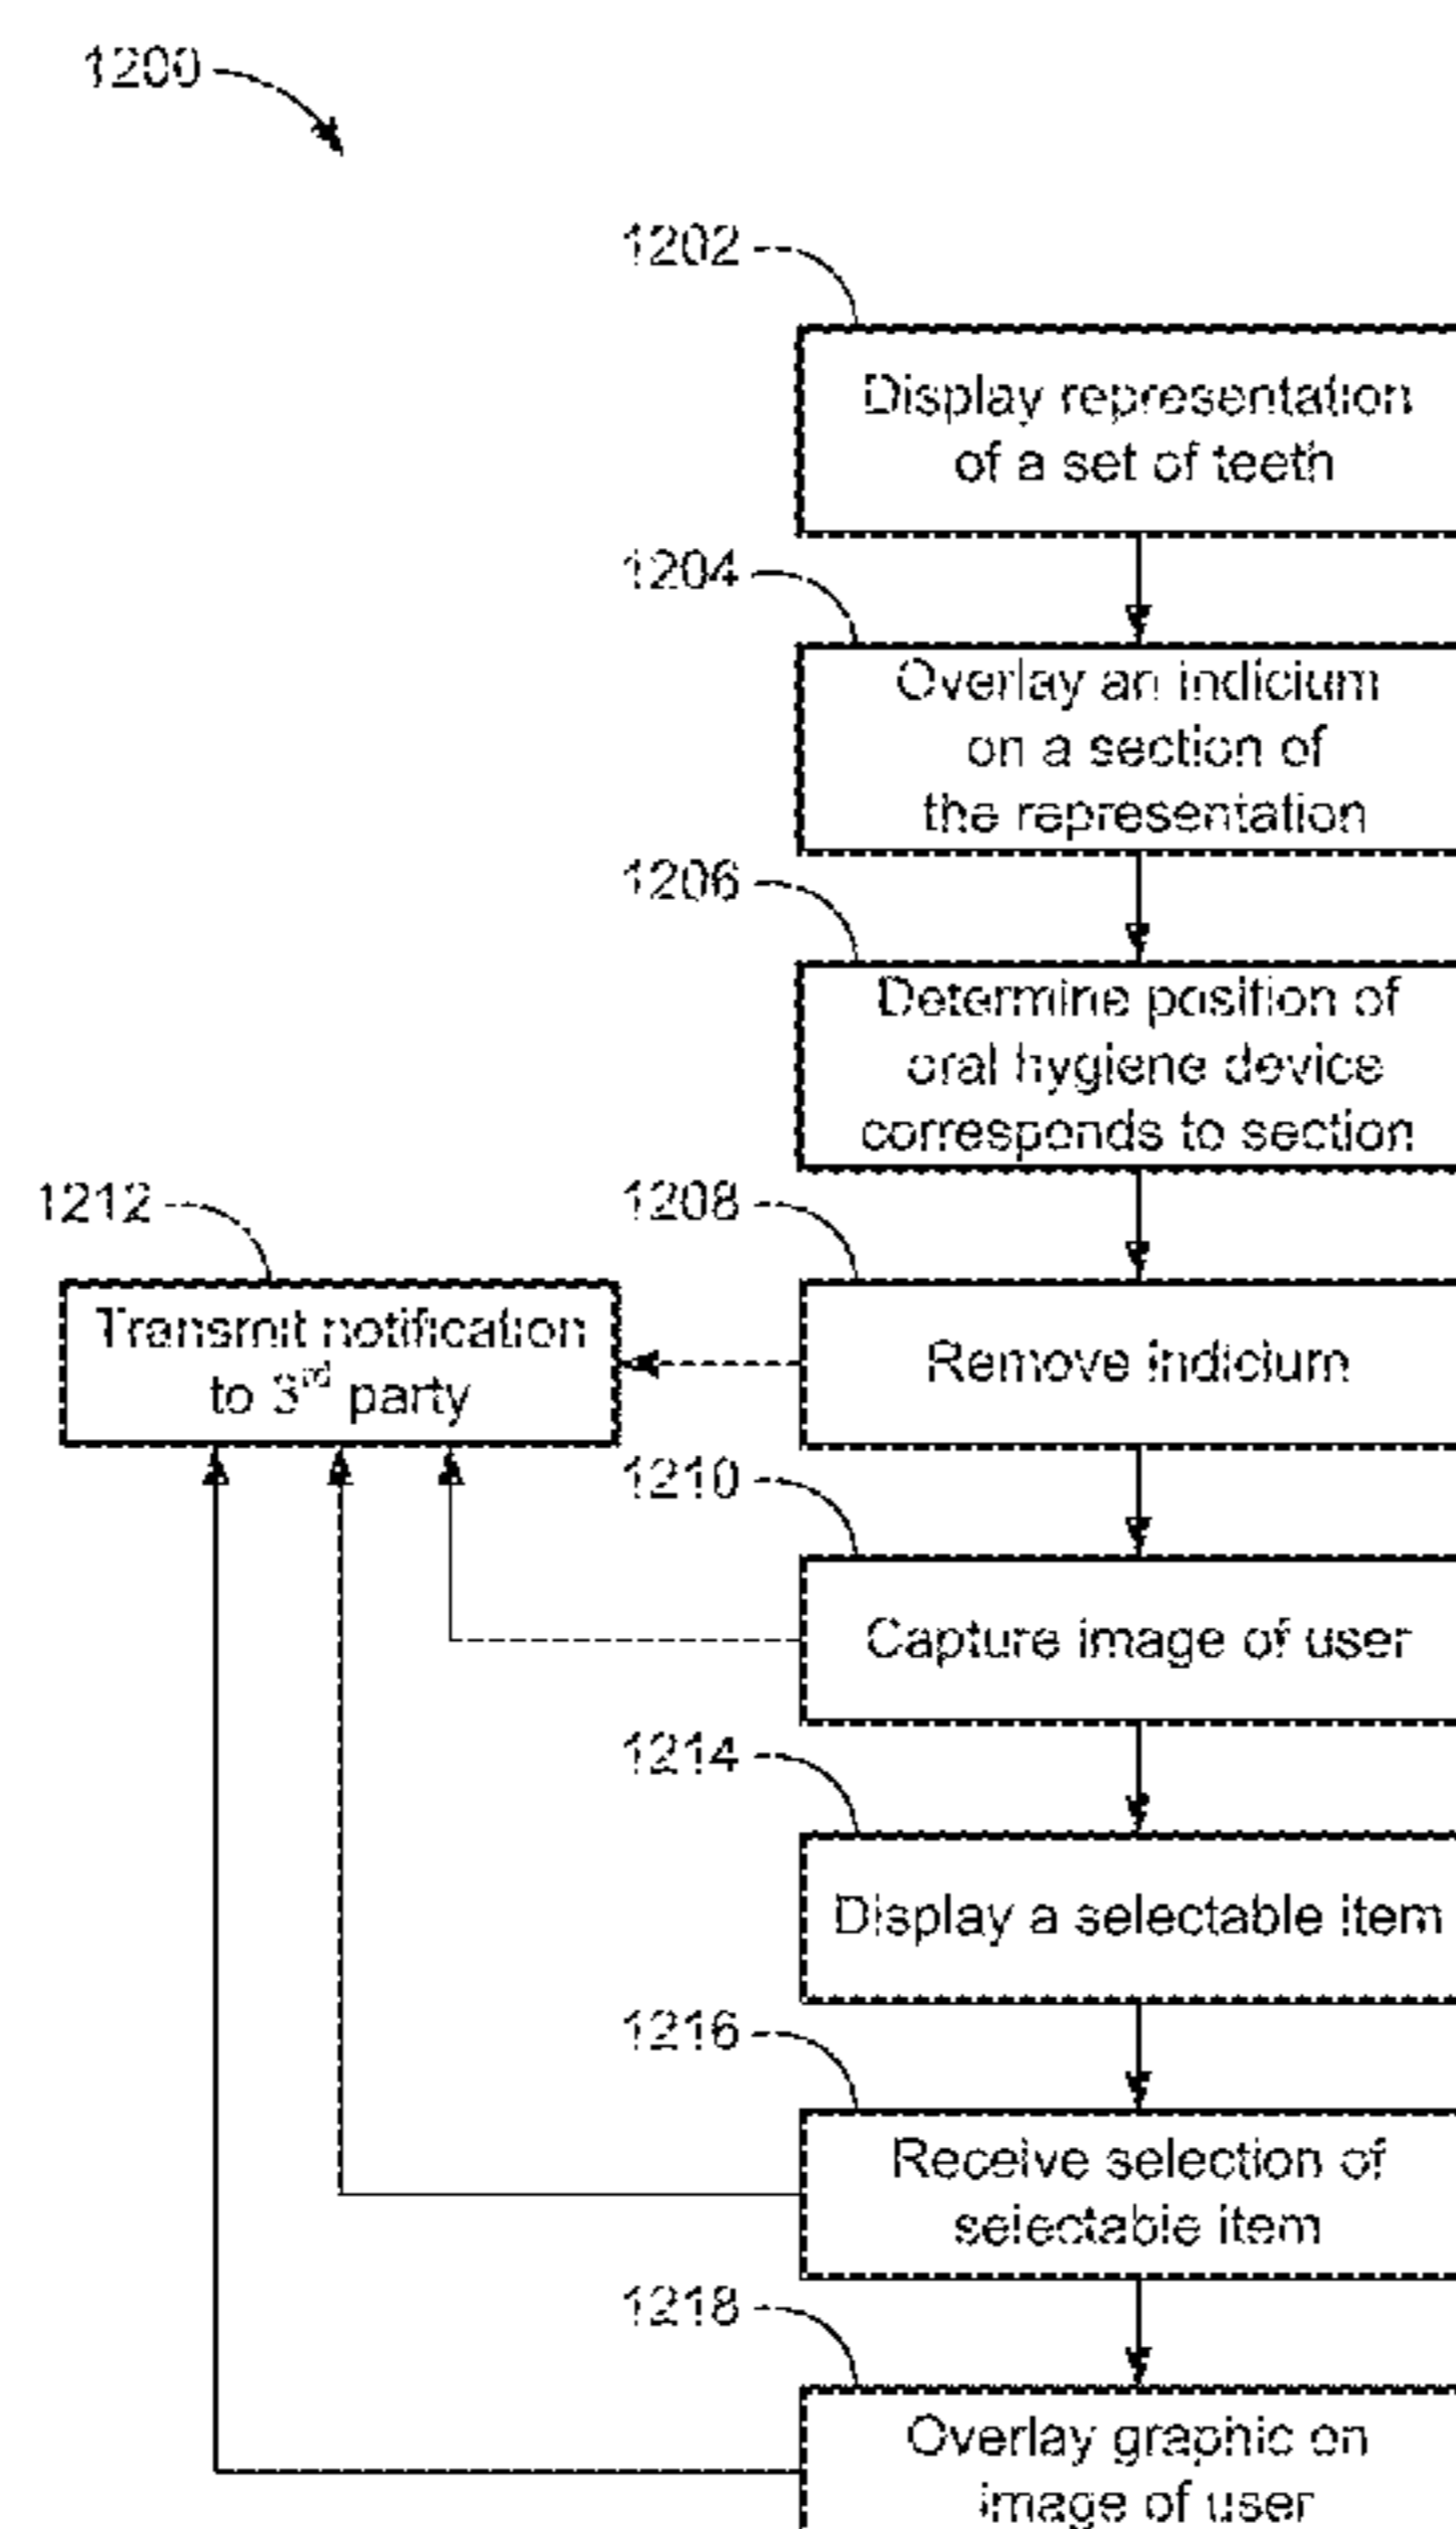 1200
1202
Display representation
of a set of teeth
1204
Overlay an indicium
on a section of
the representation
1206
Determine position of
oral hygiene device
corresponds to section
1212
1208
Transmit notification
to 3rd party
Remove indicium
1210
Capture image of user
1214
Display a selectable item
1216
Receive selection of
selectable item
1218
Overlay graphic on
image of user